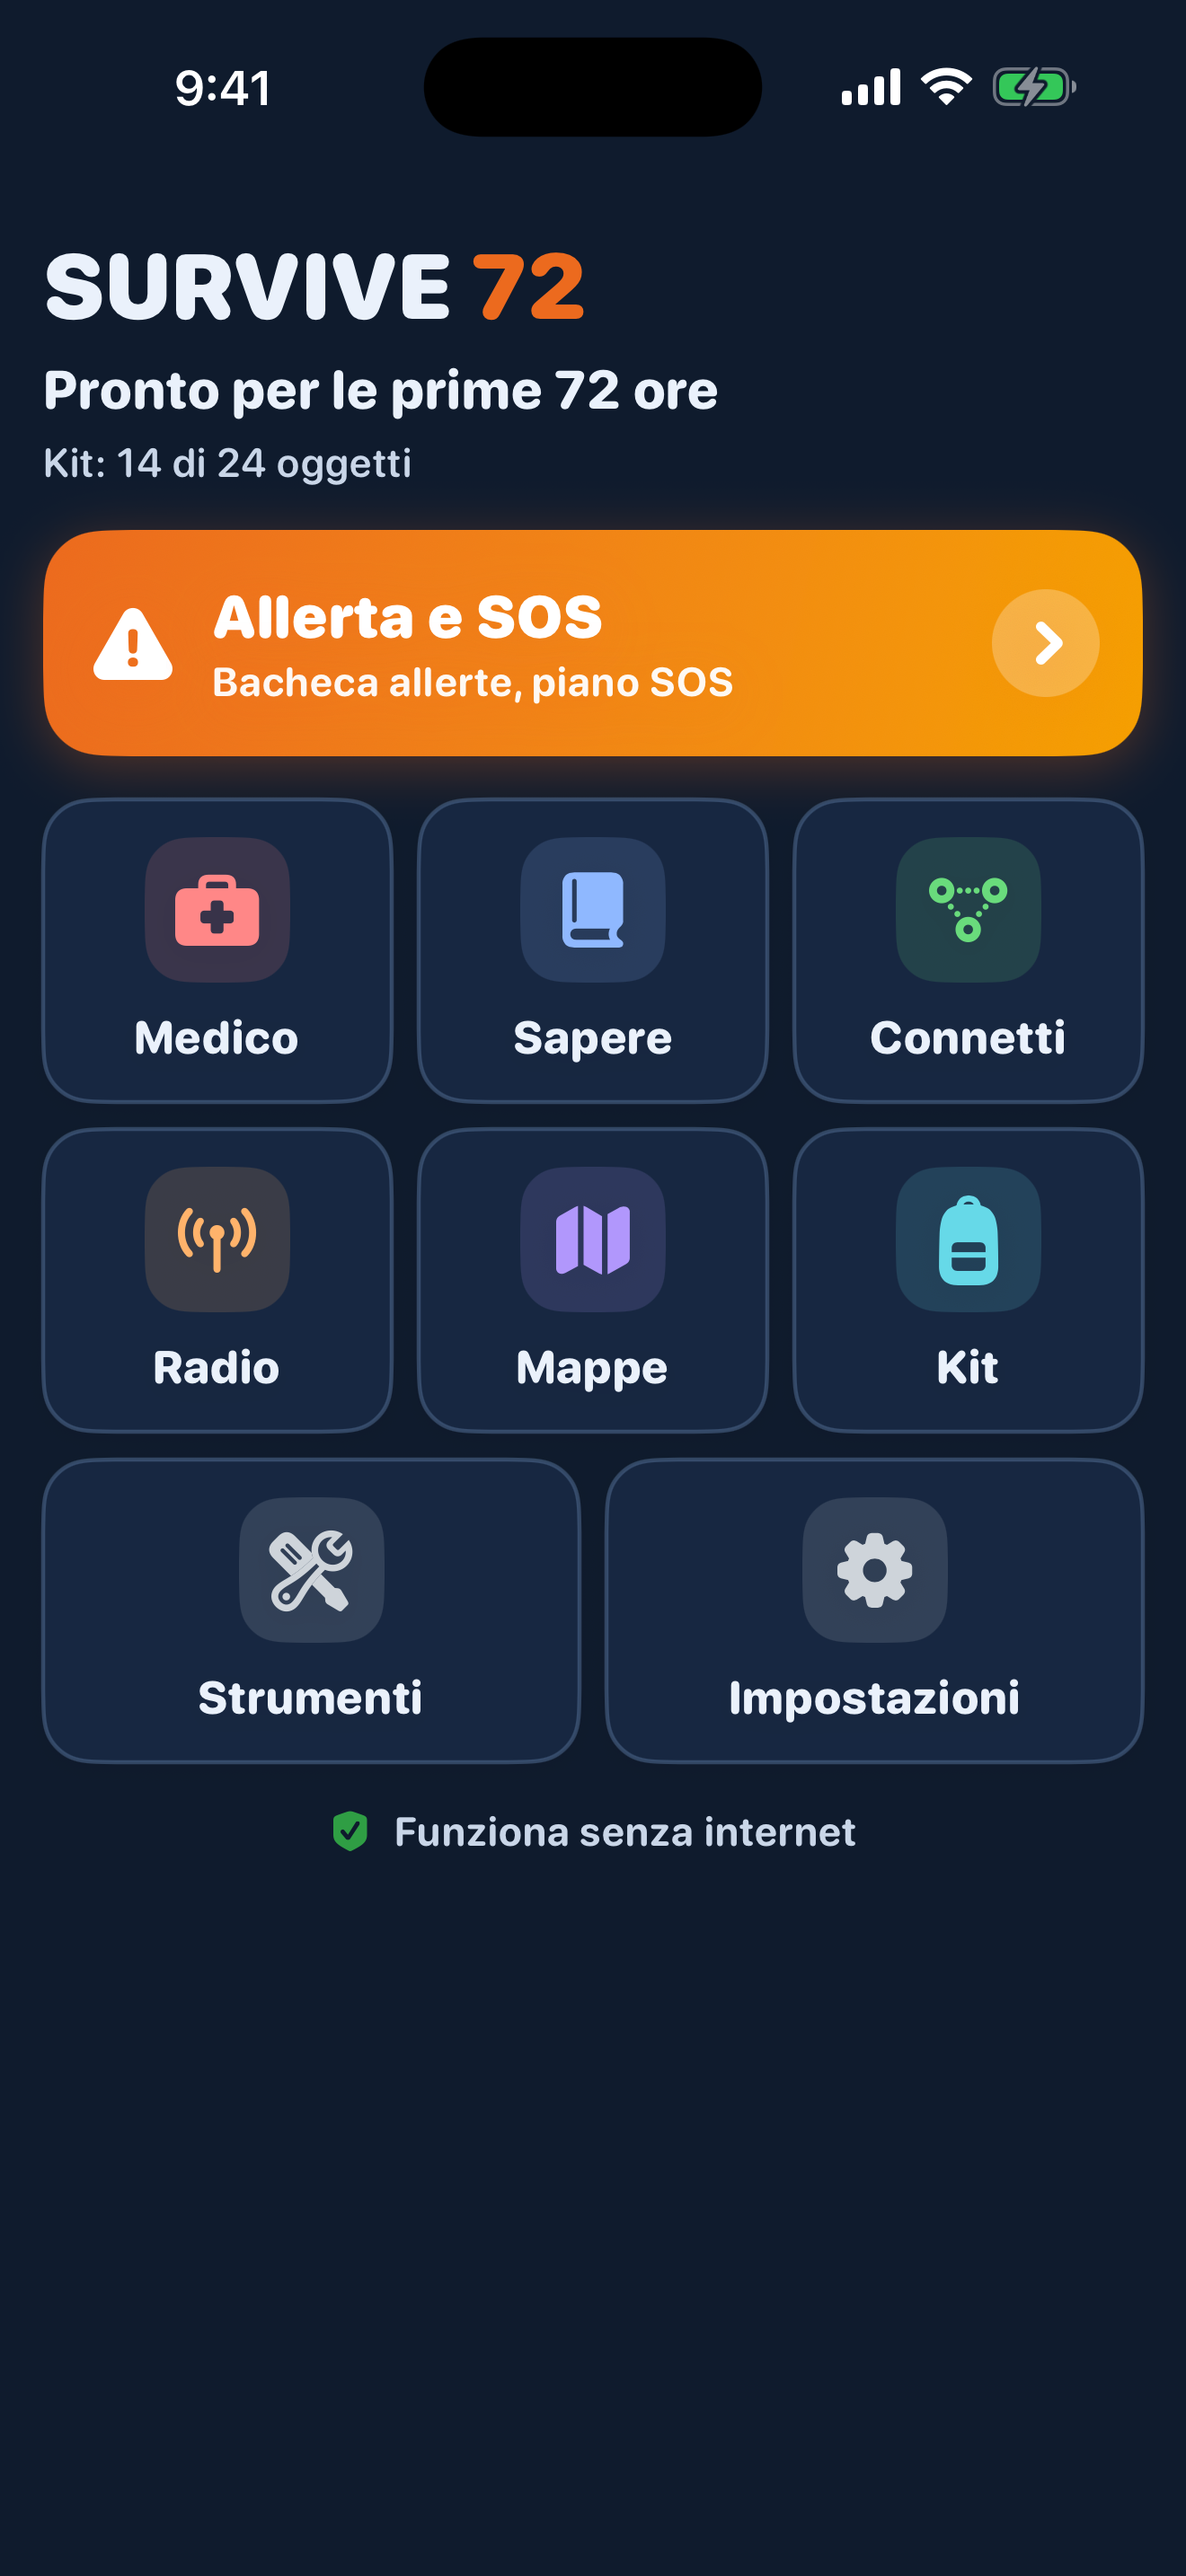 9:41
SURVIVE 72
Pronto per le prime 72 ore
Kit: 14 di 24 oggetti
Allerta e SOS
Bacheca allerte, piano SOS
Medico
Sapere
Connetti
Radio
Mappe
Kit
Strumenti
Impostazioni
Funziona senza internet